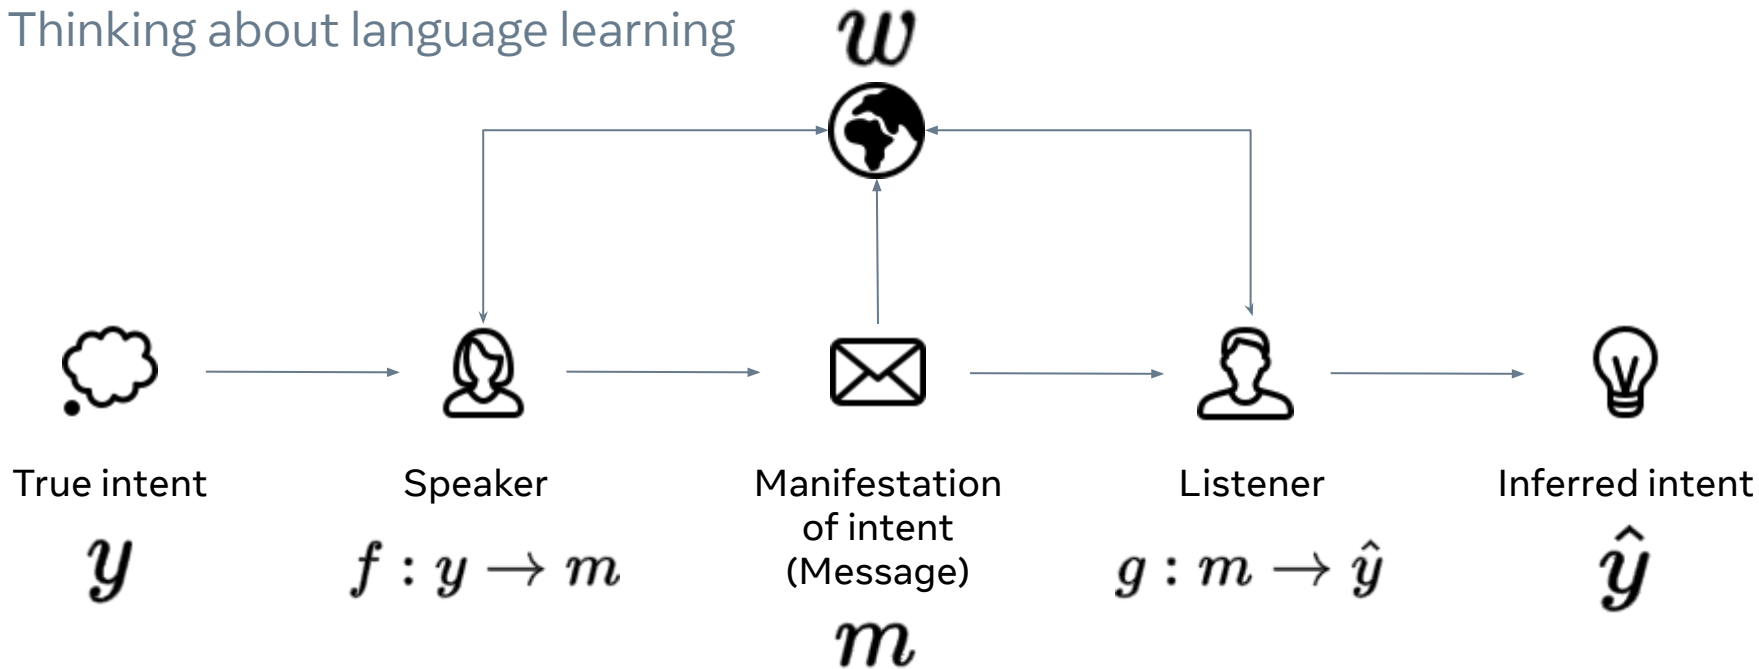 Thinking about language learning
w
True intent
y
Speaker
f : y → m
Manifestation
of intent
(Message)
m
Listener
g : m → ŷ
Inferred intent
ŷ